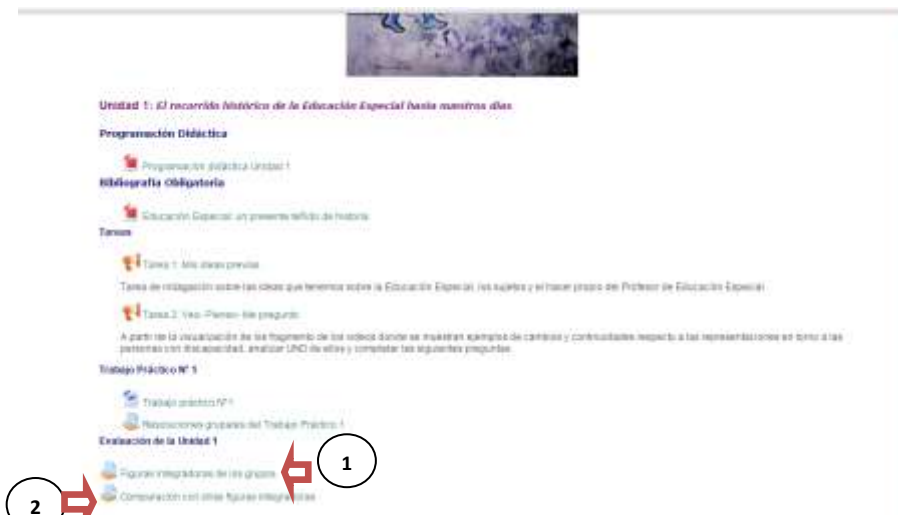 Unidad 1: El recorrido histórico de la Educación Especial hasta nuestros días
Programación Didáctica
Programación didáctica Unidad 1
Bibliografía Obligatoria
Educación Especial: un presente teñido de historia
Tareas
Tarea 1: Mis ideas previas
Tarea de indagación sobre las ideas que tenemos sobre la Educación Especial, los sujetos y el hacer propio del Profesor de Educación Especial
Tarea 2: Veo- Pienso- Me pregunto
A partir de la visualización de los fragmento de los videos donde se muestran ejemplos de cambios y continuidades respecto a las representaciones en torno a las
personas con discapacidad, analizar UNO de ellos y completar las siguientes preguntas
Trabajo Práctico Nº 1
Trabajo práctico Nº1
Resoluciones grupales del Trabajo Práctico 1
Evaluación de la Unidad 1
Figuras integradoras de los grupos
1
Comparación con otras figuras integradoras
2